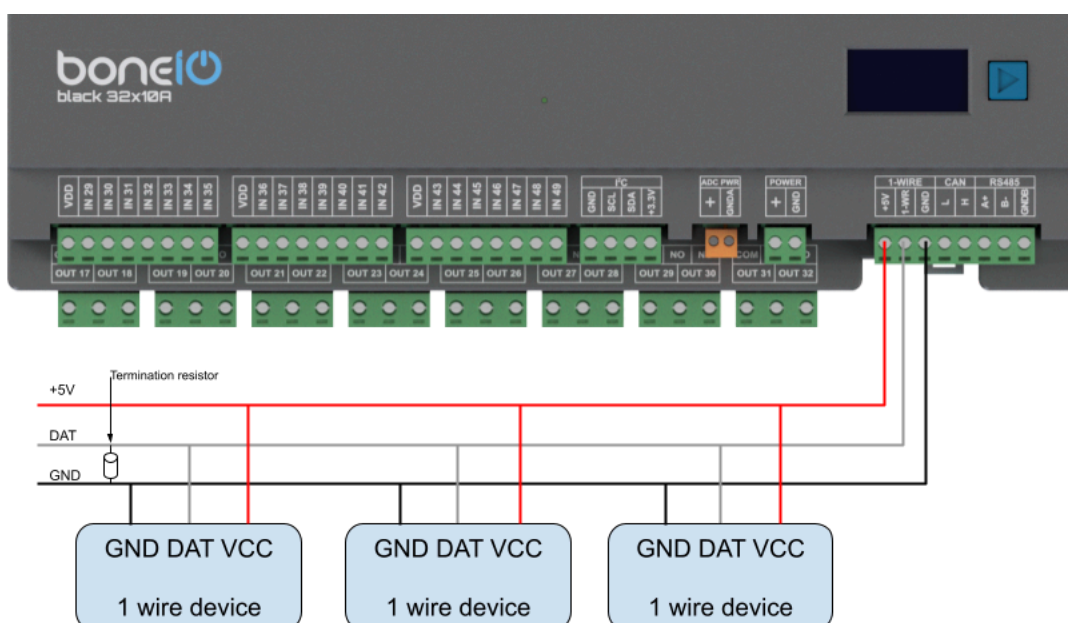 boneIO
black 32x10A
VDD IN 29 IN 30 IN 31 IN 32 IN 33 IN 34 IN 35
VDD IN 36 IN 37 IN 38 IN 39 IN 40 IN 41 IN 42
VDD IN 43 IN 44 IN 45 IN 46 IN 47 IN 48 IN 49
I²C
GND SCL SDA +3.3V
ADC PWR
+ GNDA
POWER
+ GND
1-WIRE CAN RS485
+5V 1-WR GND L H A+ B- GNDB
NO COM
OUT 17 OUT 18 OUT 19 OUT 20 OUT 21 OUT 22 OUT 23 OUT 24 OUT 25 OUT 26 OUT 27 OUT 28 OUT 29 OUT 30 OUT 31 OUT 32
Termination resistor
+5V
DAT
GND
GND DAT VCC
1 wire device
GND DAT VCC
1 wire device
GND DAT VCC
1 wire device